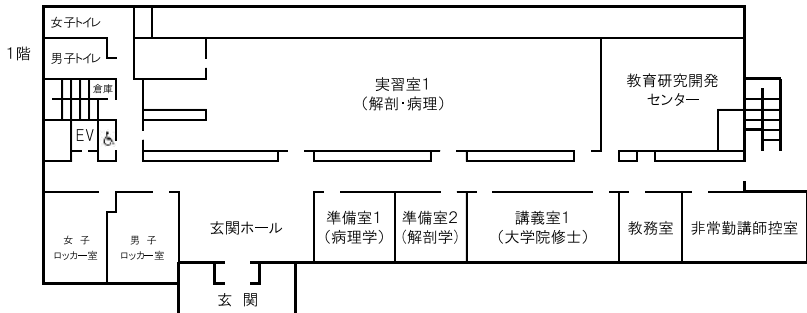 女子トイレ
1階
男子トイレ
倉庫
EV
実習室1
(解剖・病理)
教育研究開発
センター
玄関ホール
準備室1
(病理学)
準備室2
(解剖学)
講義室1
(大学院修士)
教務室
非常勤講師控室
女 子
ロッカー室
男 子
ロッカー室
玄 関